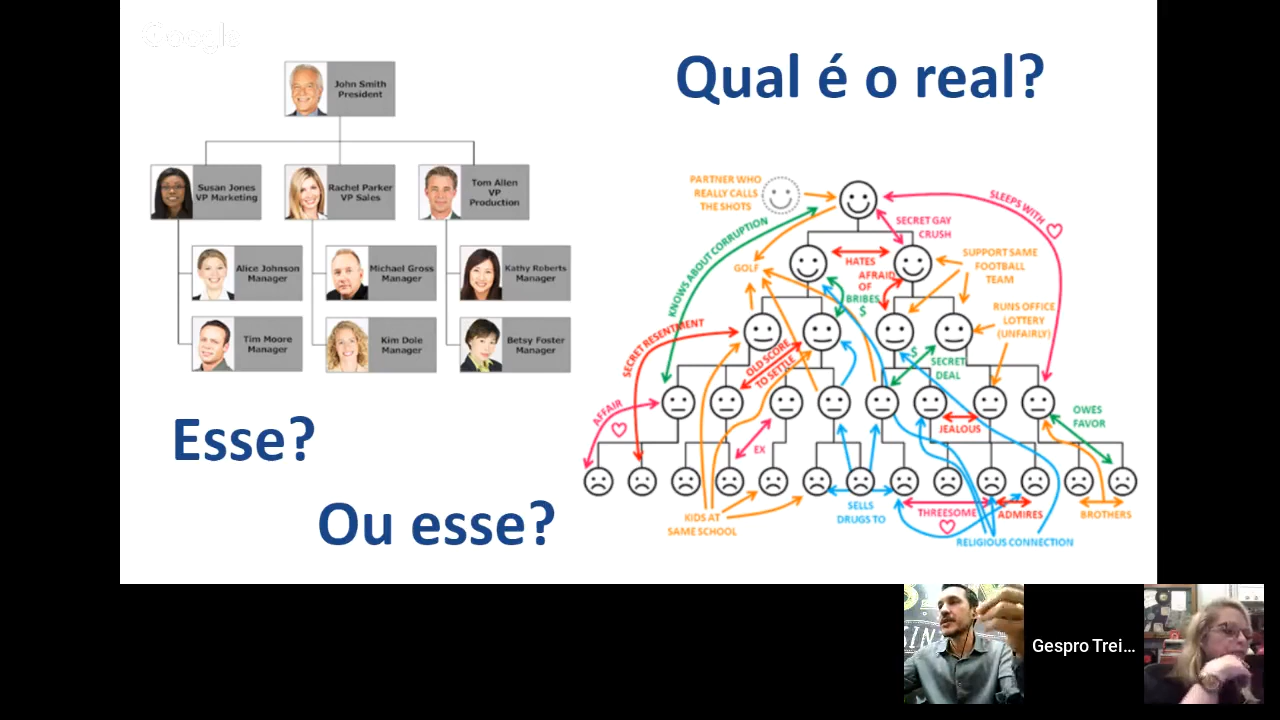 Google
Qual é o real?
John Smith
President
Susan Jones
VP Marketing
Rachel Parker
VP Sales
Tom Allen
VP
Production
Alice Johnson
Manager
Michael Gross
Manager
Kathy Roberts
Manager
Tim Moore
Manager
Kim Dole
Manager
Betsy Foster
Manager
Esse?
Ou esse?
PARTNER WHO
REALLY CALLS
THE SHOTS
SLEEPS WITH
SECRET GAY
CRUSH
KNOWS ABOUT CORRUPTION
GOLF
HATES
AFRAID
OF
BRIBES
$
SUPPORT SAME
FOOTBALL
TEAM
RUNS OFFICE
LOTTERY
(UNFAIRLY)
SECRET RESENTMENT
OLD SCORE
TO SETTLE
$
SECRET
DEAL
AFFAIR
JEALOUS
OWES
FAVOR
EX
KIDS AT
SAME SCHOOL
SELLS
DRUGS TO
THREESOME
ADMIRES
BROTHERS
RELIGIOUS CONNECTION
Gespro Trei...